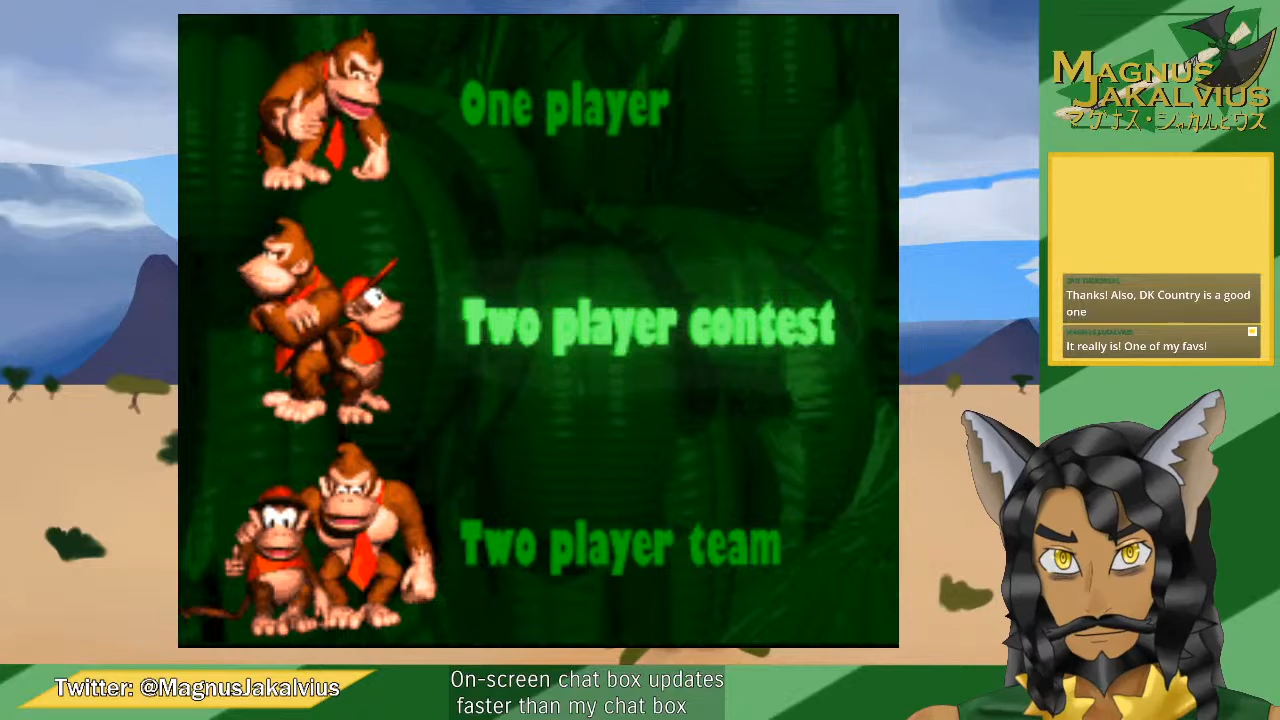 One player
Two player contest
Two player team
MAGNUS
JAKALVIUS
マグナス・ジャカルヒウス
Thanks! Also, DK Country is a good
one
It really is! One of my favs!
Twitter: @MagnusJakalvius
On-screen chat box updates
faster than my chat box